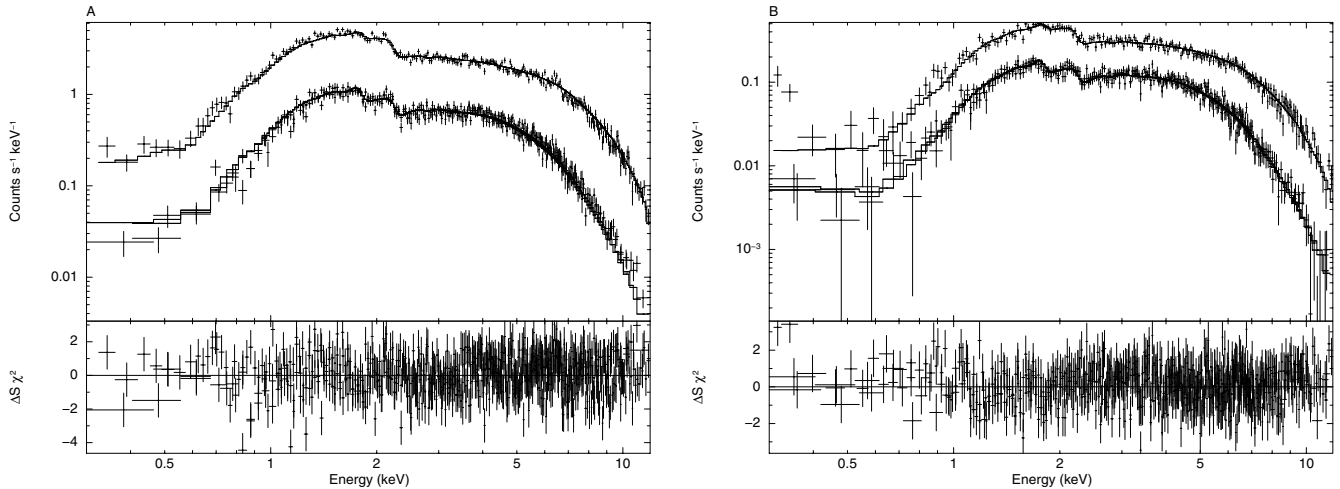 A
Counts s⁻¹ keV⁻¹
1
0.1
0.01
ΔS χ²
2
0
−2
−4
0.5 1 2 5 10
Energy (keV)
B
Counts s⁻¹ keV⁻¹
0.1
0.01
10⁻³
ΔS χ²
2
0
−2
0.5 1 2 5 10
Energy (keV)